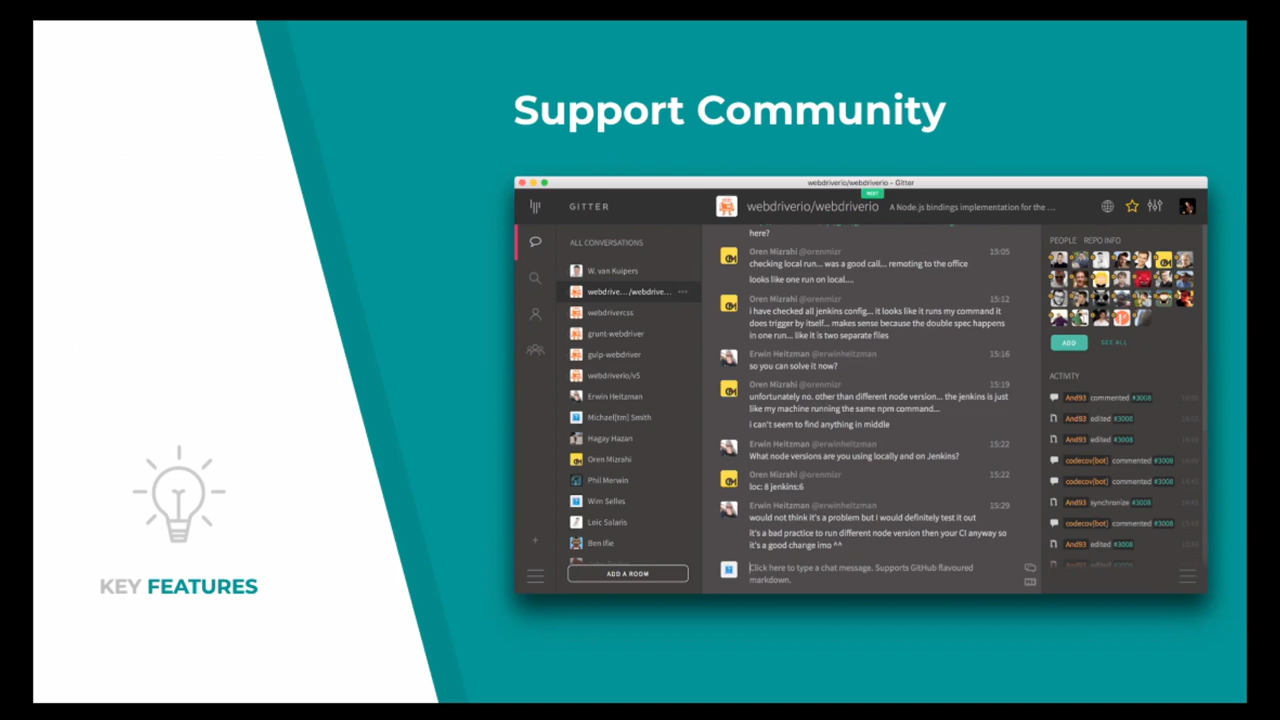 Support Community
webdriverio/webdriverio – Gitter
NEXT
GITTER
webdriverio/webdriverio
A Node.js bindings implementation for the ...
ALL CONVERSATIONS
W. van Kuipers
webdrive... /webdrive...
webdrivercss
grunt-webdriver
gulp-webdriver
webdriverio/v5
Erwin Heitzman
Michael[tm] Smith
Hagay Hazan
Oren Mizrahi
Phil Merwin
Wim Selles
Loic Salaris
Ben Ifie
ADD A ROOM
here?
Oren Mizrahi @orenmizr 15:05
checking local run... was a good call... remoting to the office
looks like one run on local....
Oren Mizrahi @orenmizr 15:12
i have checked all jenkins config... it looks like it runs my command it
does trigger by itself... makes sense because the double spec happens
in one run... like it is two separate files
Erwin Heitzman @erwinheitzman 15:16
so you can solve it now?
Oren Mizrahi @orenmizr 15:19
unfortunately no. other than different node version... the jenkins is just
like my machine running the same npm command...
i can't seem to find anything in middle
Erwin Heitzman @erwinheitzman 15:22
What node versions are you using locally and on Jenkins?
Oren Mizrahi @orenmizr 15:22
loc: 8 jenkins:6
Erwin Heitzman @erwinheitzman 15:29
would not think it's a problem but I would definitely test it out
it's a bad practice to run different node version then your CI anyway so
it's a good change imo ^^
Click here to type a chat message. Supports GitHub flavoured
markdown.
PEOPLE REPO INFO
ADD SEE ALL
ACTIVITY
And93 commented #3008
And93 edited #3008
And93 edited #3008
codecov[bot] commented #3008
codecov[bot] commented #3008
And93 synchronize #3008
codecov[bot] commented #3008
And93 edited #3008
And93 edited #3008
KEY FEATURES